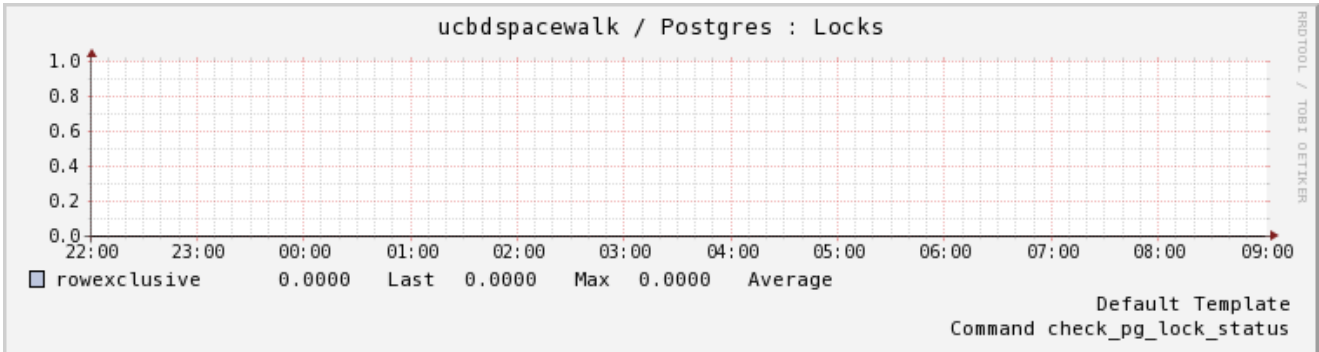 ucbdspacewalk / Postgres : Locks
RRDTOOL / TOBI OETIKER
1.0
0.8
0.6
0.4
0.2
0.0
22:00 23:00 00:00 01:00 02:00 03:00 04:00 05:00 06:00 07:00 08:00 09:00
rowexclusive 0.0000 Last 0.0000 Max 0.0000 Average
Default Template
Command check_pg_lock_status